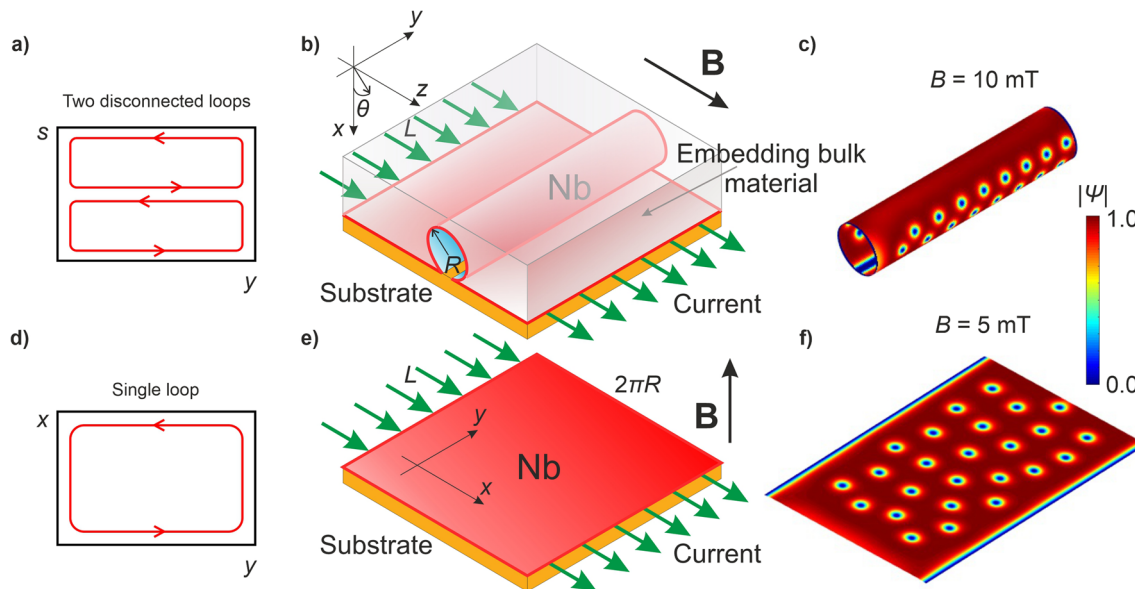 a)
Two disconnected loops
s
y
b)
y
z
θ
x
L
B
Nb
Embedding bulk
material
R
Substrate
Current
c)
B = 10 mT
|Ψ|
1.0
0.0
d)
Single loop
x
y
e)
L
2πR
B
y
x
Nb
Substrate
Current
f)
B = 5 mT